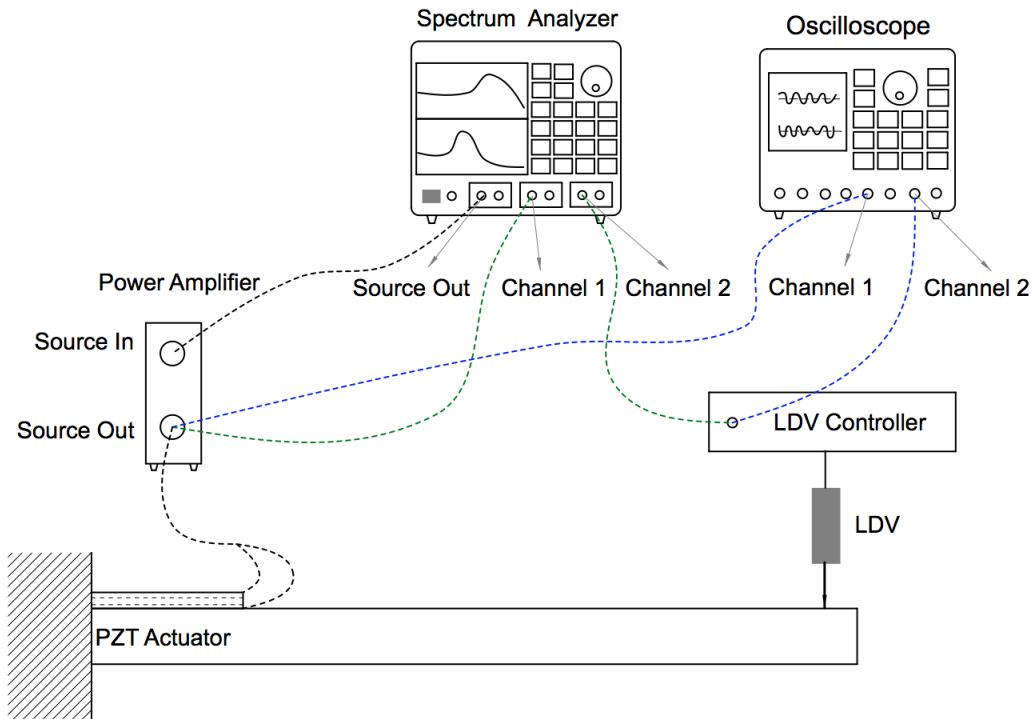 Spectrum Analyzer
Oscilloscope
Power Amplifier
Source Out
Channel 1
Channel 2
Channel 1
Channel 2
Source In
Source Out
LDV Controller
LDV
PZT Actuator